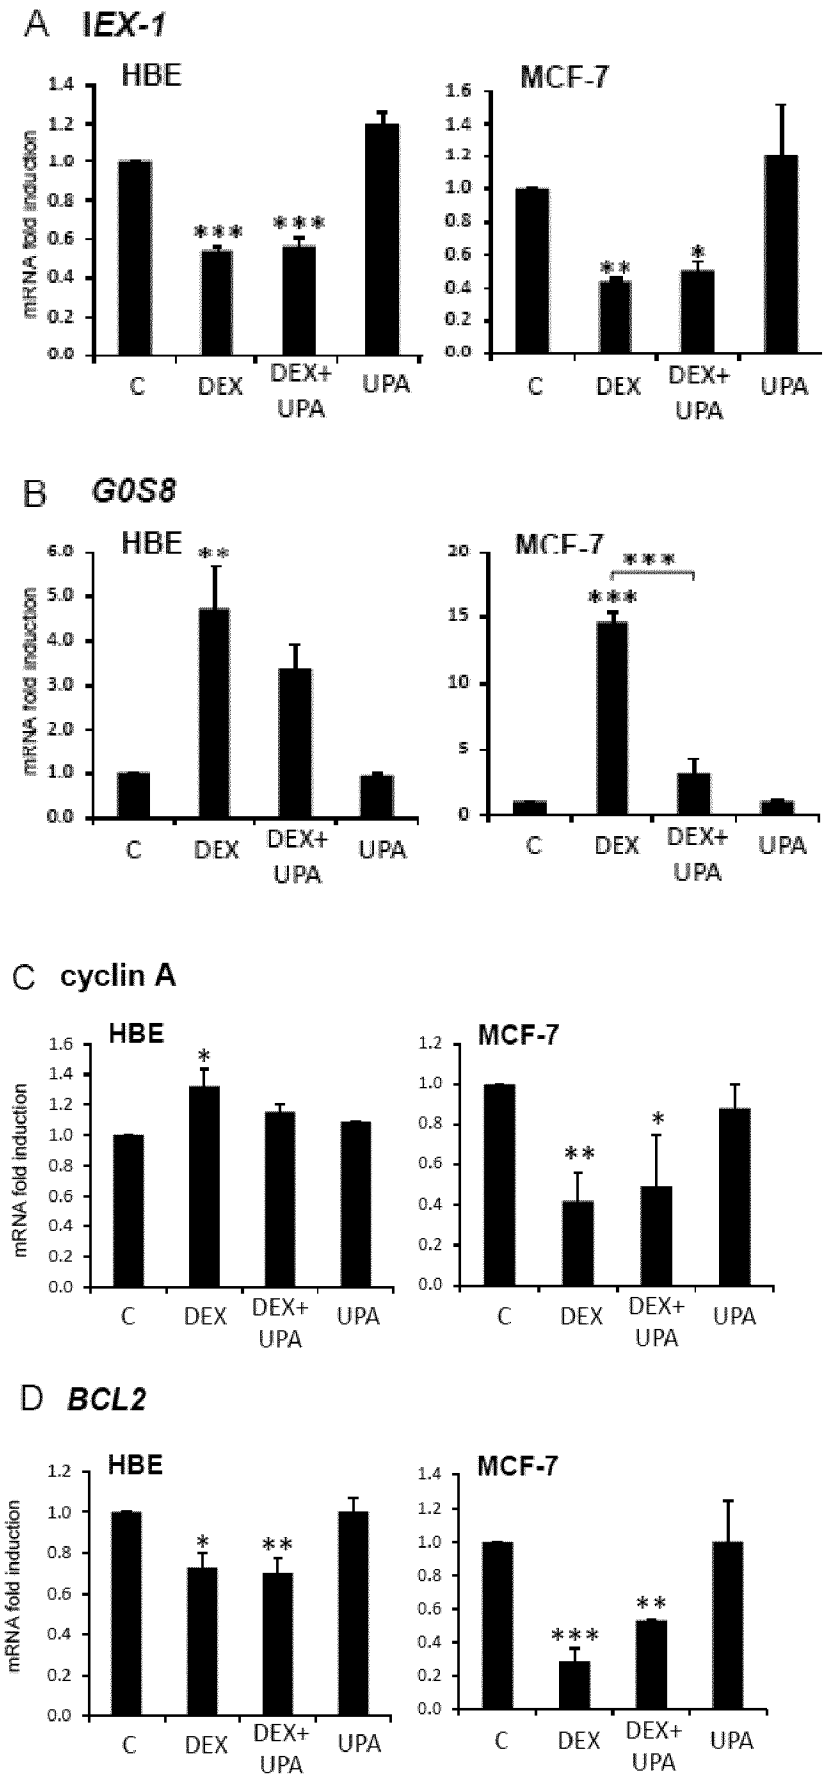 A IEX-1
HBE
mRNA fold induction
1.4
1.2
1.0
0.8
0.6
0.4
0.2
0.0
***
***
C DEX DEX+ UPA
UPA
MCF-7
1.6
1.4
1.2
1.0
0.8
0.6
0.4
0.2
0.0
**
*
C DEX DEX+ UPA
UPA
B G0S8
HBE
mRNA fold induction
6.0
5.0
4.0
3.0
2.0
1.0
0.0
**
C DEX DEX+ UPA
UPA
MCF-7
20
15
10
5
0
***
***
C DEX DEX+ UPA
UPA
C cyclin A
HBE
mRNA fold induction
1.6
1.4
1.2
1.0
0.8
0.6
0.4
0.2
0.0
*
C DEX DEX+ UPA
UPA
MCF-7
1.2
1.0
0.8
0.6
0.4
0.2
0.0
**
*
C DEX DEX+ UPA
UPA
D BCL2
HBE
mRNA fold induction
1.2
1.0
0.8
0.6
0.4
0.2
0.0
*
**
C DEX DEX+ UPA
UPA
MCF-7
1.4
1.2
1.0
0.8
0.6
0.4
0.2
0.0
***
**
C DEX DEX+ UPA
UPA